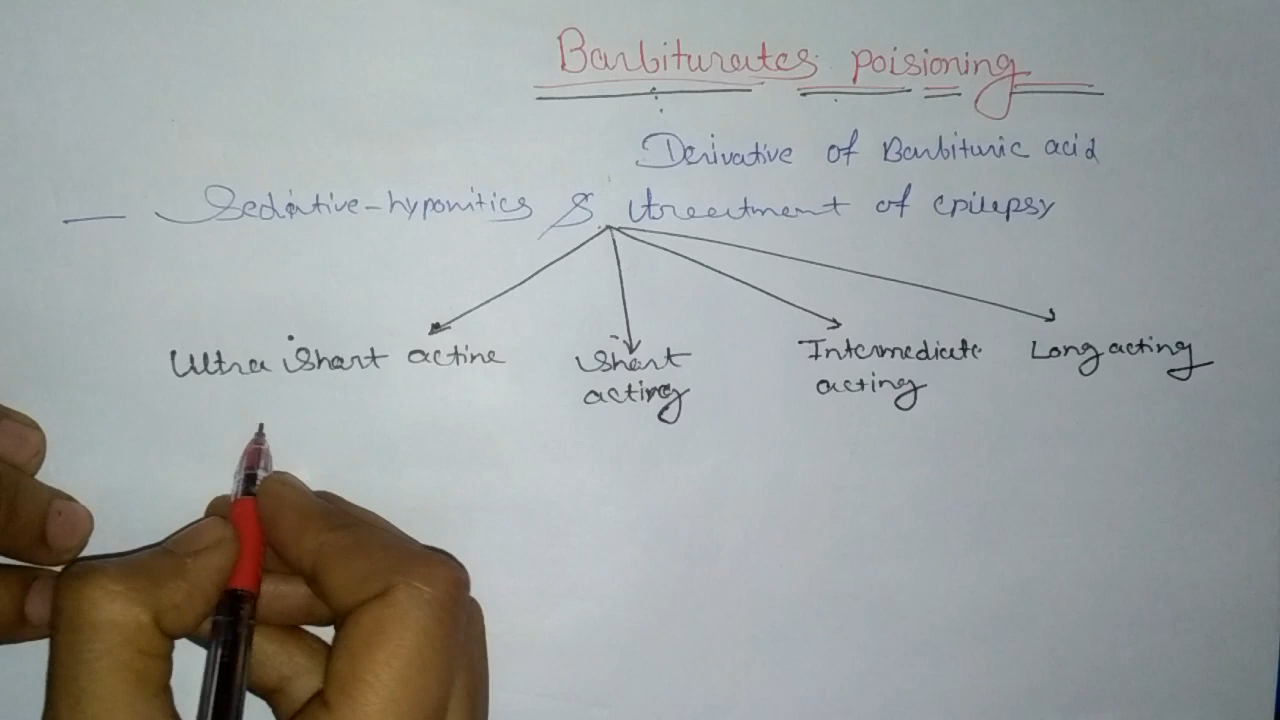 Barbiturates poisioning
Derivative of Barbituric acid
— Sedative-hyponitics & treatment of epilepsy
Ultra short actine
short
acting
Intermediate
acting
Long acting